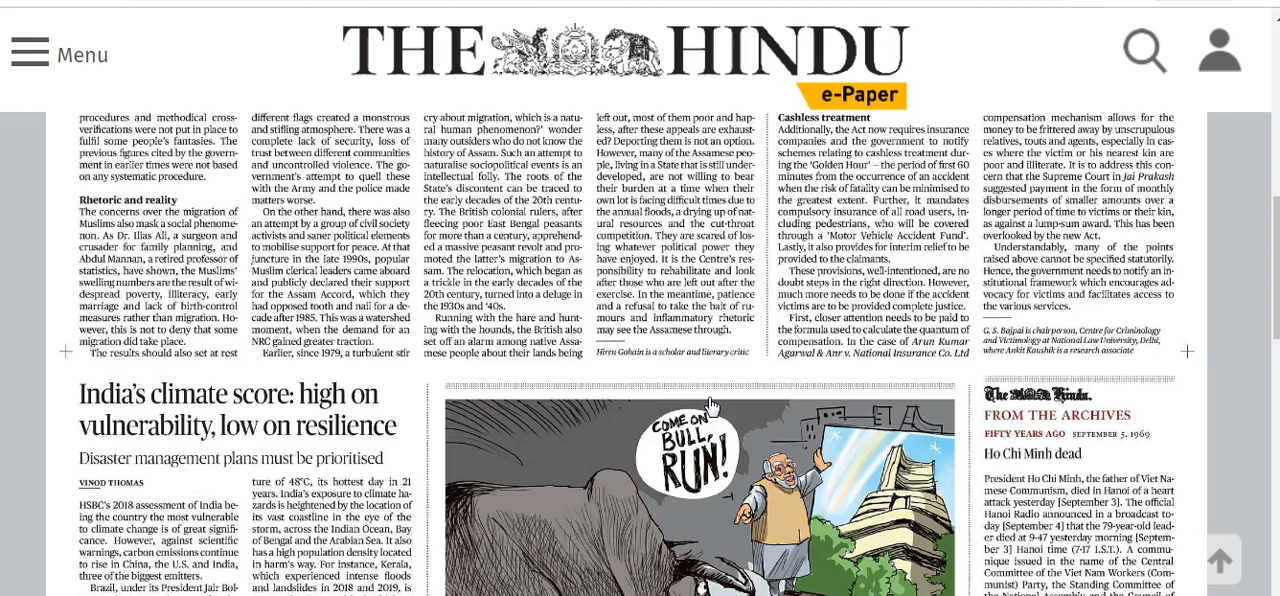 Menu
THE HINDU
e-Paper
procedures and methodical cross-
verifications were not put in place to
fulfil some people's fantasies. The
previous figures cited by the govern-
ment in earlier times were not based
on any systematic procedure.
Rhetoric and reality
The concerns over the migration of
Muslims also mask a social phenome-
non. As Dr. Ilias Ali, a surgeon and
crusader for family planning, and
Abdul Mannan, a retired professor of
statistics, have shown, the Muslims'
swelling numbers are the result of wi-
despread poverty, illiteracy, early
marriage and lack of birth-control
measures rather than migration. Ho-
wever, this is not to deny that some
migration did take place.
The results should also set at rest
different flags created a monstrous
and stifling atmosphere. There was a
complete lack of security, loss of
trust between different communities
and uncontrolled violence. The go-
vernment's attempt to quell these
with the Army and the police made
matters worse.
On the other hand, there was also
an attempt by a group of civil society
activists and saner political elements
to mobilise support for peace. At that
juncture in the late 1990s, popular
Muslim clerical leaders came aboard
and publicly declared their support
for the Assam Accord, which they
had opposed tooth and nail for a de-
cade after 1985. This was a watershed
moment, when the demand for an
NRC gained greater traction.
Earlier, since 1979, a turbulent stir
cry about migration, which is a natu-
ral human phenomenon?' wonder
many outsiders who do not know the
history of Assam. Such an attempt to
naturalise sociopolitical events is an
intellectual folly. The roots of the
State's discontent can be traced to
the early decades of the 20th centu-
ry. The British colonial rulers, after
fleecing poor East Bengal peasants
for more than a century, apprehend-
ed a massive peasant revolt and pro-
moted the latter's migration to As-
sam. The relocation, which began as
a trickle in the early decades of the
20th century, turned into a deluge in
the 1930s and '40s.
Running with the hare and hunt-
ing with the hounds, the British also
set off an alarm among native Assa-
mese people about their lands being
left out, most of them poor and hap-
less, after these appeals are exhaust-
ed? Deporting them is not an option.
However, many of the Assamese peo-
ple, living in a State that is still under-
developed, are not willing to bear
their burden at a time when their
own lot is facing difficult times due to
the annual floods, a drying up of nat-
ural resources and the cut-throat
competition. They are scared of los-
ing whatever political power they
have enjoyed. It is the Centre's res-
ponsibility to rehabilitate and look
after those who are left out after the
exercise. In the meantime, patience
and a refusal to take the bait of ru-
mours and inflammatory rhetoric
may see the Assamese through.
Hiren Gohain is a scholar and literary critic
Cashless treatment
Additionally, the Act now requires insurance
companies and the government to notify
schemes relating to cashless treatment dur-
ing the 'Golden Hour' – the period of first 60
minutes from the occurrence of an accident
when the risk of fatality can be minimised to
the greatest extent. Further, it mandates
compulsory insurance of all road users, in-
cluding pedestrians, who will be covered
through a 'Motor Vehicle Accident Fund'.
Lastly, it also provides for interim relief to be
provided to the claimants.
These provisions, well-intentioned, are no
doubt steps in the right direction. However,
much more needs to be done if the accident
victims are to be provided complete justice.
First, closer attention needs to be paid to
the formula used to calculate the quantum of
compensation. In the case of Arun Kumar
Agarwal & Anr v. National Insurance Co. Ltd
compensation mechanism allows for the
money to be frittered away by unscrupulous
relatives, touts and agents, especially in cas-
es where the victim or his nearest kin are
poor and illiterate. It is to address this con-
cern that the Supreme Court in Jai Prakash
suggested payment in the form of monthly
disbursements of smaller amounts over a
longer period of time to victims or their kin,
as against a lump-sum award. This has been
overlooked by the new Act.
Understandably, many of the points
raised above cannot be specified statutorily.
Hence, the government needs to notify an in-
stitutional framework which encourages ad-
vocacy for victims and facilitates access to
the various services.
G. S. Bajpai is chairperson, Centre for Criminology
and Victimology at National Law University, Delhi,
where Ankit Kaushik is a research associate
India's climate score: high on
vulnerability, low on resilience
Disaster management plans must be prioritised
VINOD THOMAS
HSBC's 2018 assessment of India be-
ing the country the most vulnerable
to climate change is of great signifi-
cance. However, against scientific
warnings, carbon emissions continue
to rise in China, the U.S. and India,
three of the biggest emitters.
Brazil, under its President Jair Bol-
ture of 48°C, its hottest day in 21
years. India's exposure to climate ha-
zards is heightened by the location of
its vast coastline in the eye of the
storm, across the Indian Ocean, Bay
of Bengal and the Arabian Sea. It also
has a high population density located
in harm's way. For instance, Kerala,
which experienced intense floods
and landslides in 2018 and 2019, is
COME ON
BULL,
RUN!
The Hindu.
FROM THE ARCHIVES
FIFTY YEARS AGO SEPTEMBER 5, 1969
Ho Chi Minh dead
President Ho Chi Minh, the father of Viet Na-
mese Communism, died in Hanoi of a heart
attack yesterday [September 3]. The official
Hanoi Radio announced in a broadcast to-
day [September 4] that the 79-year-old lead-
er died at 9-47 yesterday morning [Septem-
ber 3] Hanoi time (7-17 I.S.T.). A commu-
nique issued in the name of the Central
Committee of the Viet Nam Workers (Com-
munist) Party, the Standing Committee of
the National Assembly and the Council of